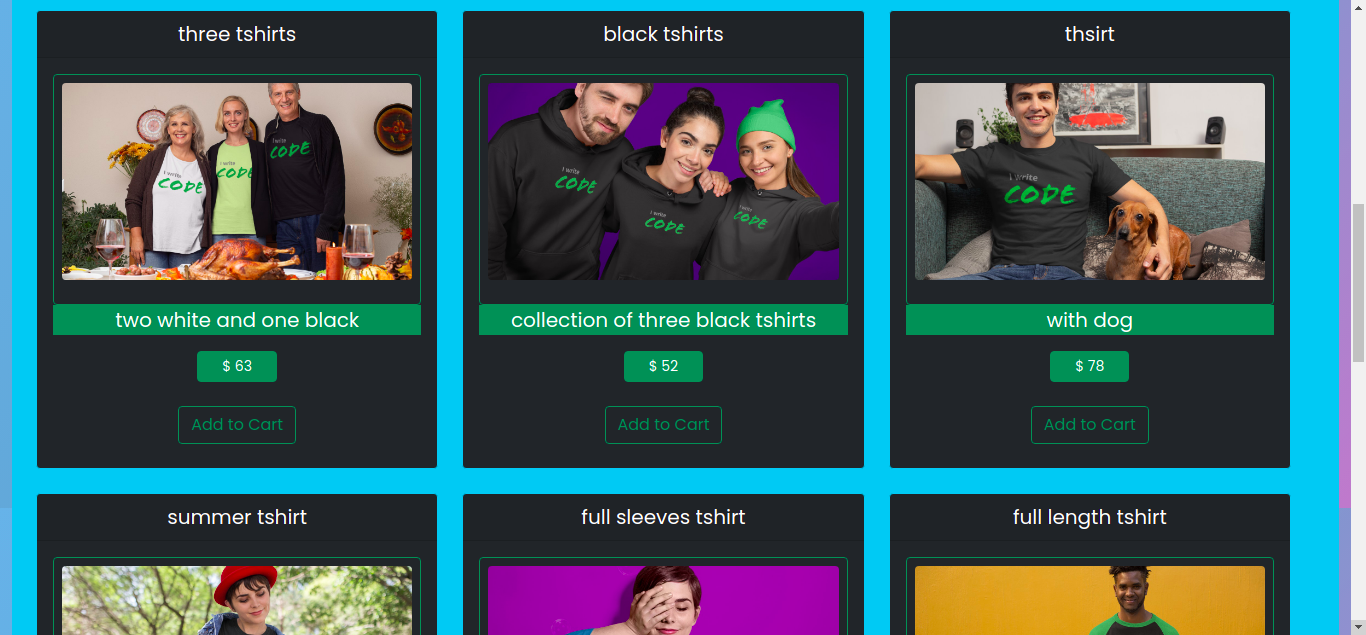 three tshirts
black tshirts
thsirt
I write
CODE
I write
CODE
I write
CODE
I write
CODE
I write
CODE
I write
CODE
two white and one black
collection of three black tshirts
with dog
$ 63
$ 52
$ 78
Add to Cart
Add to Cart
Add to Cart
summer tshirt
full sleeves tshirt
full length tshirt